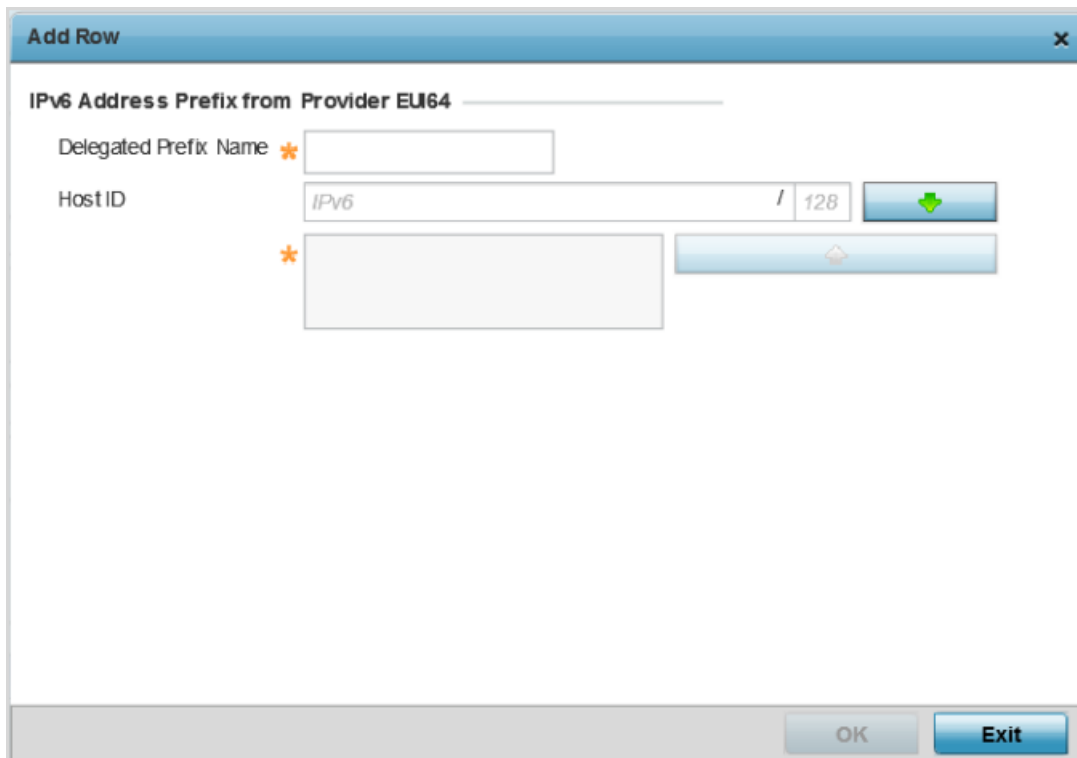 Add Row
IPv6 Address Prefix from Provider EUI64
Delegated Prefix Name *
Host ID IPv6 / 128
*
OK Exit